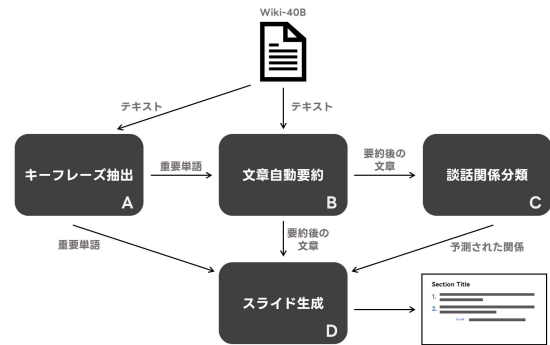 Wiki-40B
テキスト
テキスト
キーフレーズ抽出
A
重要単語
文章自動要約
B
要約後の
文章
談話関係分類
C
重要単語
要約後の
文章
予測された関係
スライド生成
D
Section Title
1.
2.